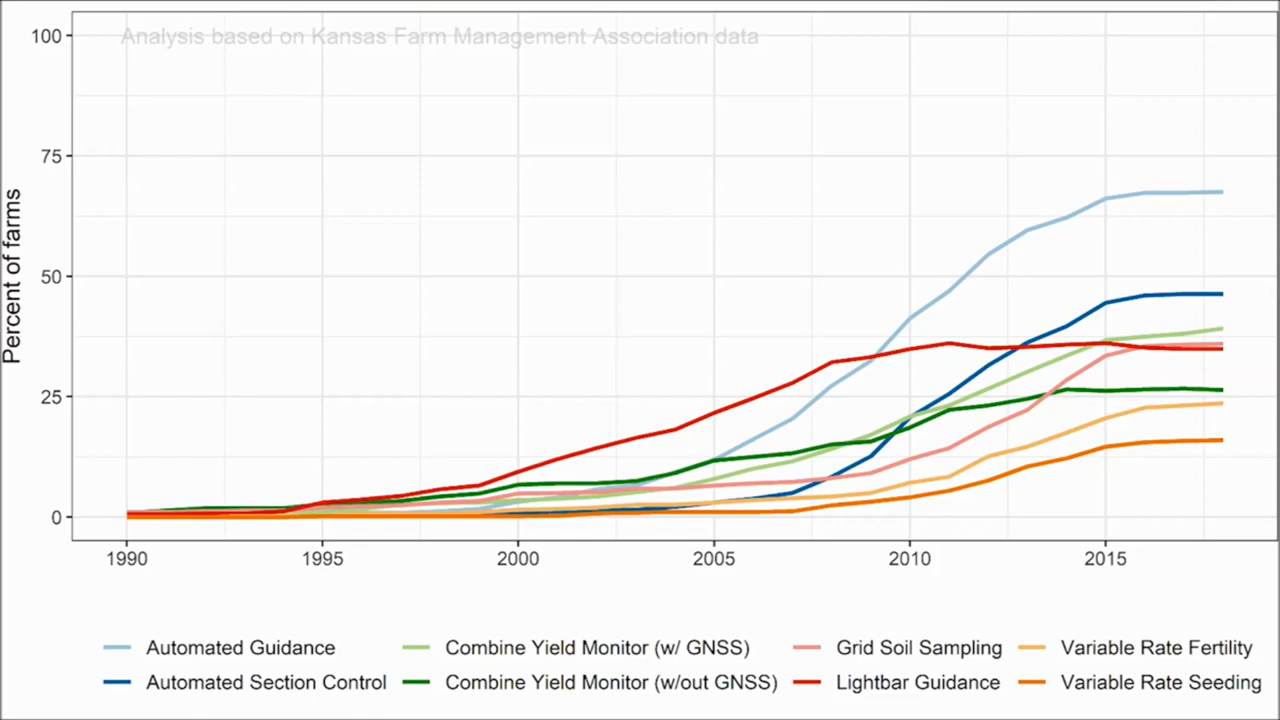 Analysis based on Kansas Farm Management Association data
Percent of farms
100
75
50
25
0
1990 1995 2000 2005 2010 2015
Automated Guidance Combine Yield Monitor (w/ GNSS) Grid Soil Sampling Variable Rate Fertility
Automated Section Control Combine Yield Monitor (w/out GNSS) Lightbar Guidance Variable Rate Seeding